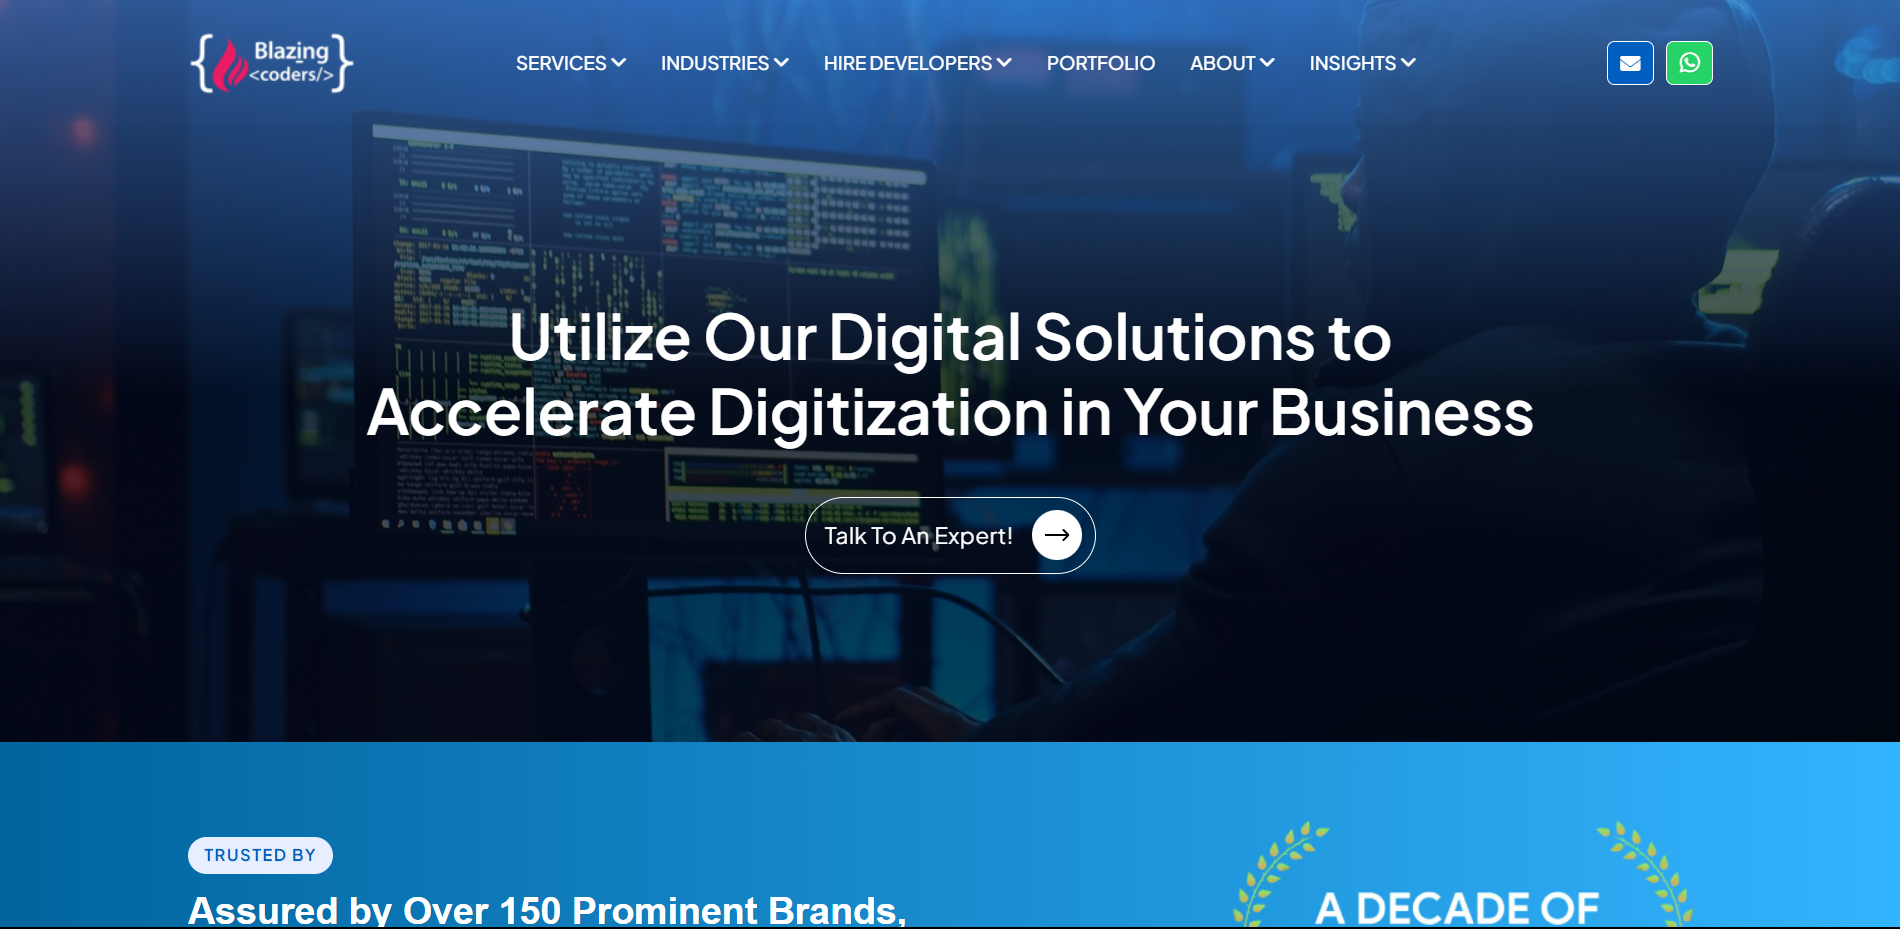 Blazing
<coders/>
SERVICES
INDUSTRIES
HIRE DEVELOPERS
PORTFOLIO
ABOUT
INSIGHTS
Utilize Our Digital Solutions to
Accelerate Digitization in Your Business
Talk To An Expert!
TRUSTED BY
Assured by Over 150 Prominent Brands,
A DECADE OF